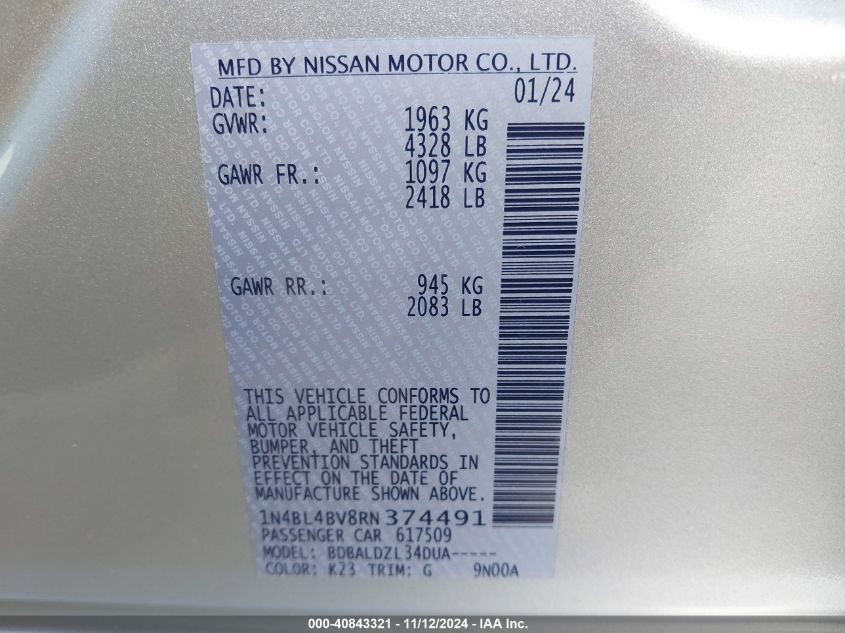 MFD BY NISSAN MOTOR CO., LTD.
DATE: 01/24
GVWR: 1963 KG
4328 LB
GAWR FR.: 1097 KG
2418 LB
GAWR RR.: 945 KG
2083 LB
THIS VEHICLE CONFORMS TO
ALL APPLICABLE FEDERAL
MOTOR VEHICLE SAFETY,
BUMPER, AND THEFT
PREVENTION STANDARDS IN
EFFECT ON THE DATE OF
MANUFACTURE SHOWN ABOVE.
1N4BL4BV8RN374491
PASSENGER CAR 617509
MODEL: BDBALDZL34DUA-----
COLOR: K23 TRIM: G 9N00A
000-40843321 - 11/12/2024 - IAA Inc.